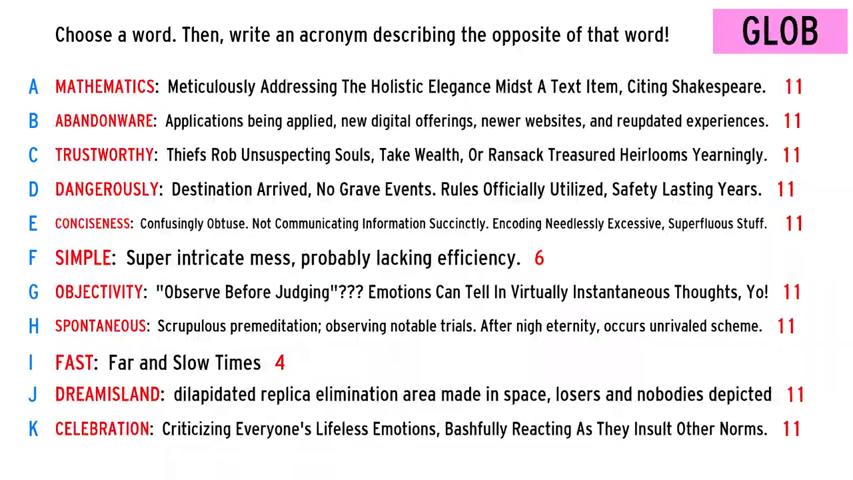 Choose a word. Then, write an acronym describing the opposite of that word!
GLOB
A MATHEMATICS: Meticulously Addressing The Holistic Elegance Midst A Text Item, Citing Shakespeare. 11
B ABANDONWARE: Applications being applied, new digital offerings, newer websites, and reupdated experiences. 11
C TRUSTWORTHY: Thiefs Rob Unsuspecting Souls, Take Wealth, Or Ransack Treasured Heirlooms Yearningly. 11
D DANGEROUSLY: Destination Arrived, No Grave Events. Rules Officially Utilized, Safety Lasting Years. 11
E CONCISENESS: Confusingly Obtuse. Not Communicating Information Succinctly. Encoding Needlessly Excessive, Superfluous Stuff. 11
F SIMPLE: Super intricate mess, probably lacking efficiency. 6
G OBJECTIVITY: "Observe Before Judging"??? Emotions Can Tell In Virtually Instantaneous Thoughts, Yo! 11
H SPONTANEOUS: Scrupulous premeditation; observing notable trials. After nigh eternity, occurs unrivaled scheme. 11
I FAST: Far and Slow Times 4
J DREAMISLAND: dilapidated replica elimination area made in space, losers and nobodies depicted 11
K CELEBRATION: Criticizing Everyone's Lifeless Emotions, Bashfully Reacting As They Insult Other Norms. 11